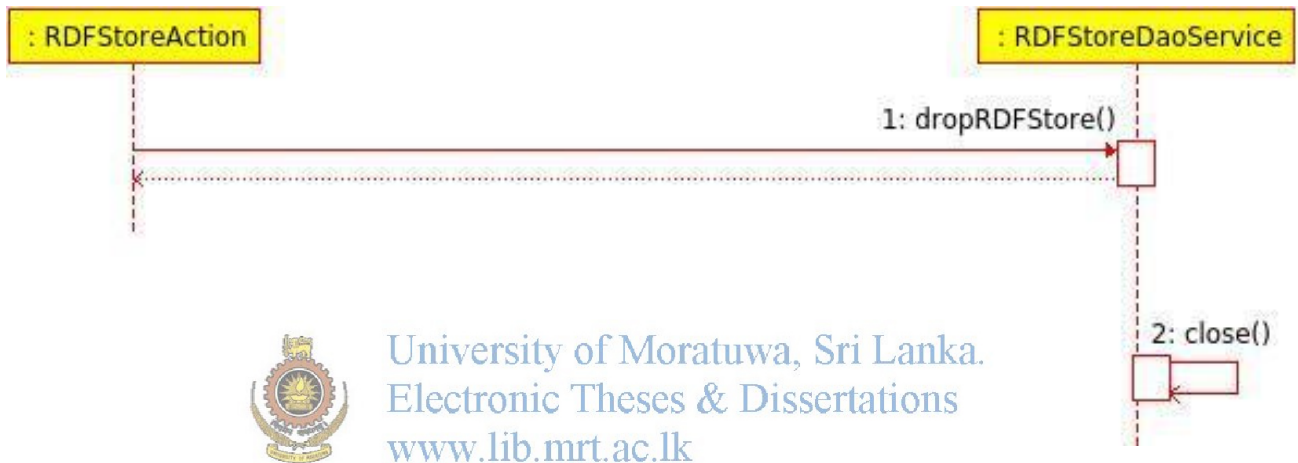 : RDFStoreAction
: RDFStoreDaoService
1: dropRDFStore()
2: close()
University of Moratuwa, Sri Lanka.
Electronic Theses & Dissertations
www.lib.mrt.ac.lk